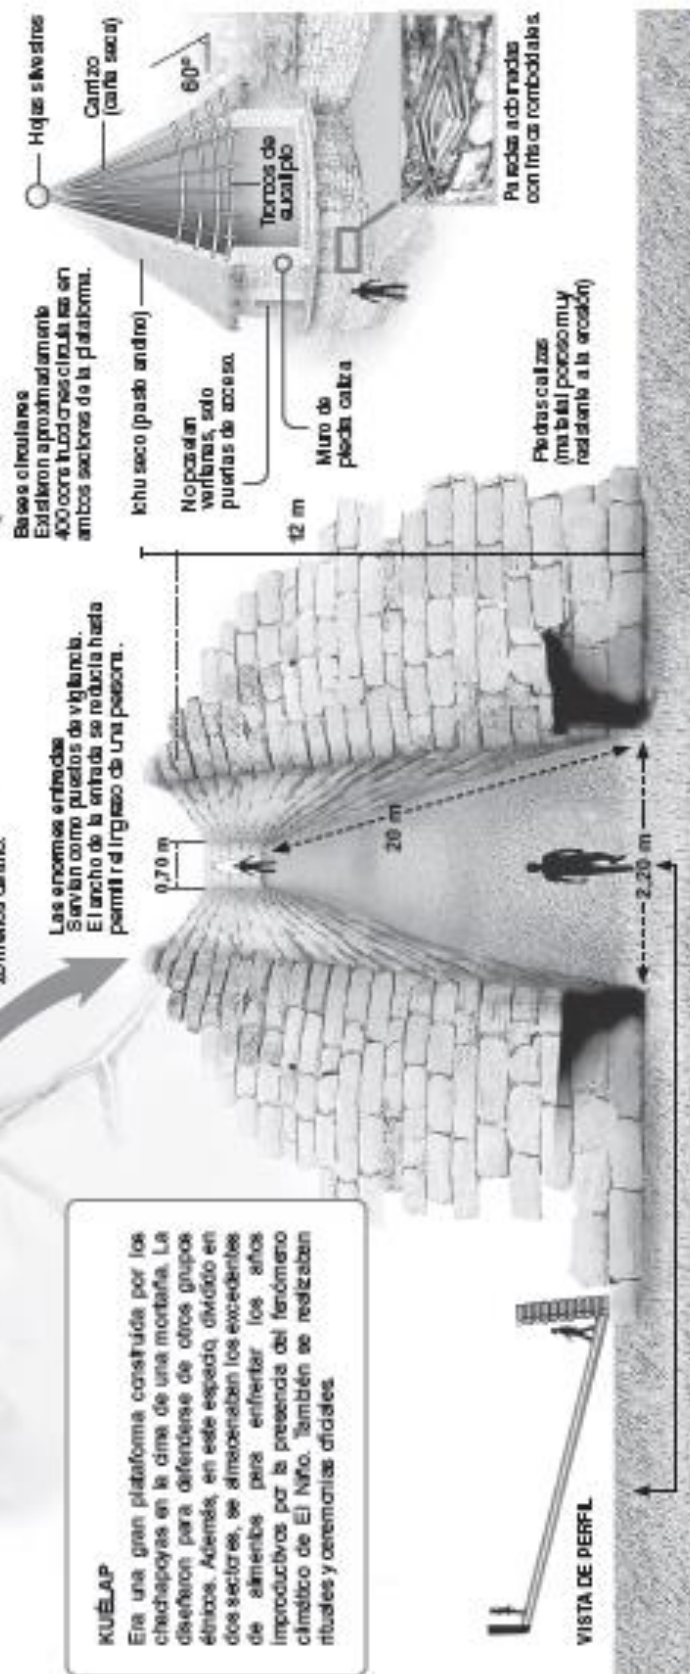 KUÉLAP
Era una gran plataforma construida por los
chachapoyas en la cima de una montaña. La
diseñaron para defenderse de otros grupos
étnicos. Además, en este espacio, dividido en
dos sectores, se almacenaban los excedentes
de alimentos para enfrentar los años
improductivos por la presencia del fenómeno
climático de El Niño. También se realizaban
rituales y ceremonias oficiales.
VISTA DE PERFIL
Las enormes entradas
Servían como puestos de vigilancia.
El ancho de la entrada se reducía hasta
permitir el ingreso de una persona.
0,70 m
20 m
2,20 m
12 m
Bases circulares
Existieron aproximadamente
400 construcciones circulares en
ambos sectores de la plataforma.
Ichu seco (pasto andino)
No poseían
ventanas, solo
puertas de acceso.
Muro de
piedra caliza
Piedras calizas
(material poroso muy
resistente a la erosión)
Hojas silvestres
Carrizo
(caña seca)
60°
Troncos de
eucalipto
Paredes adornadas
con frisos romboidales.